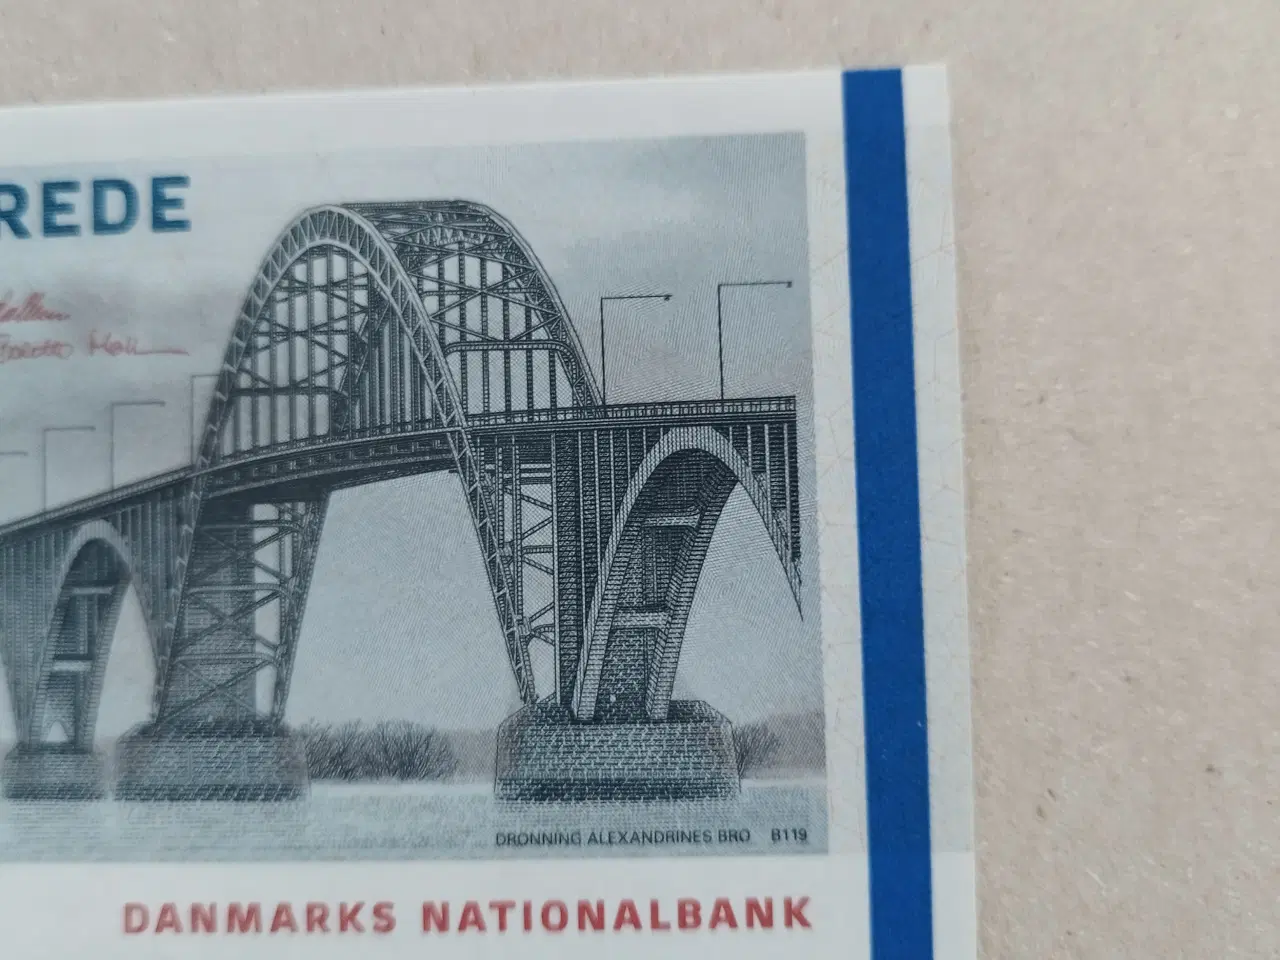 REDE
DRONNING ALEXANDRINES BRO B119
DANMARKS NATIONALBANK